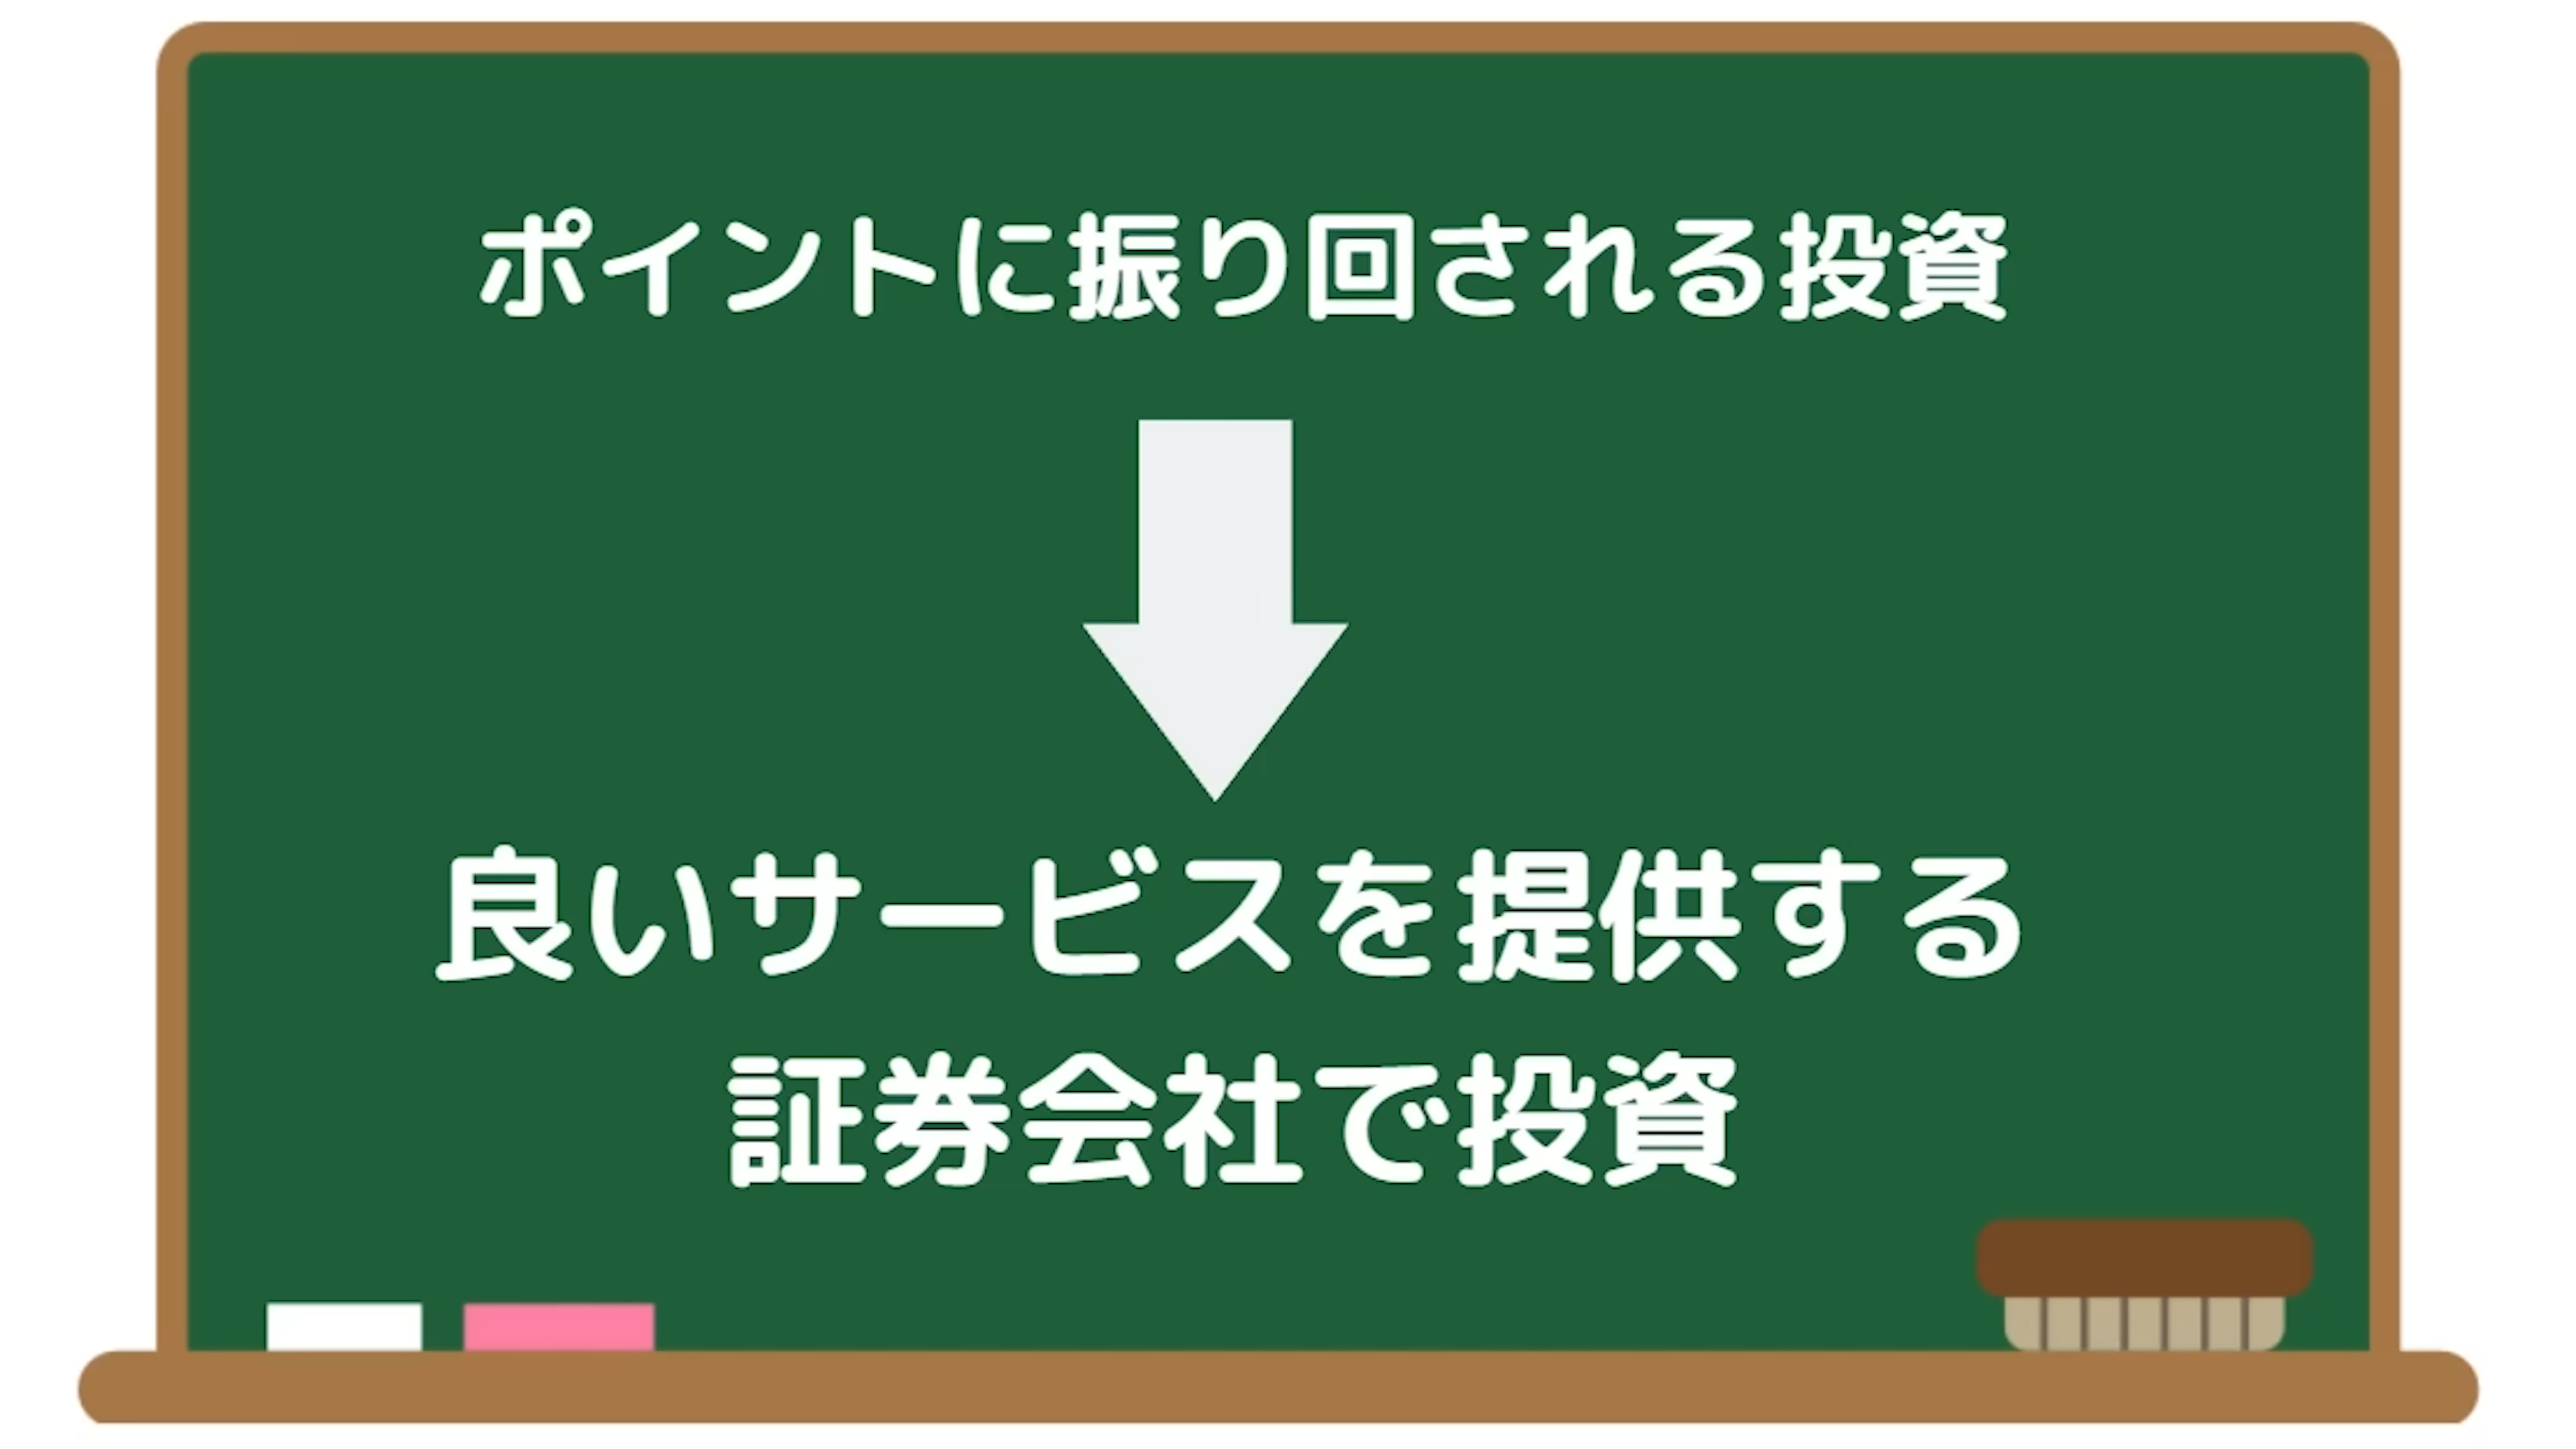 ポイントに振り回される投資
良いサービスを提供する
証券会社で投資